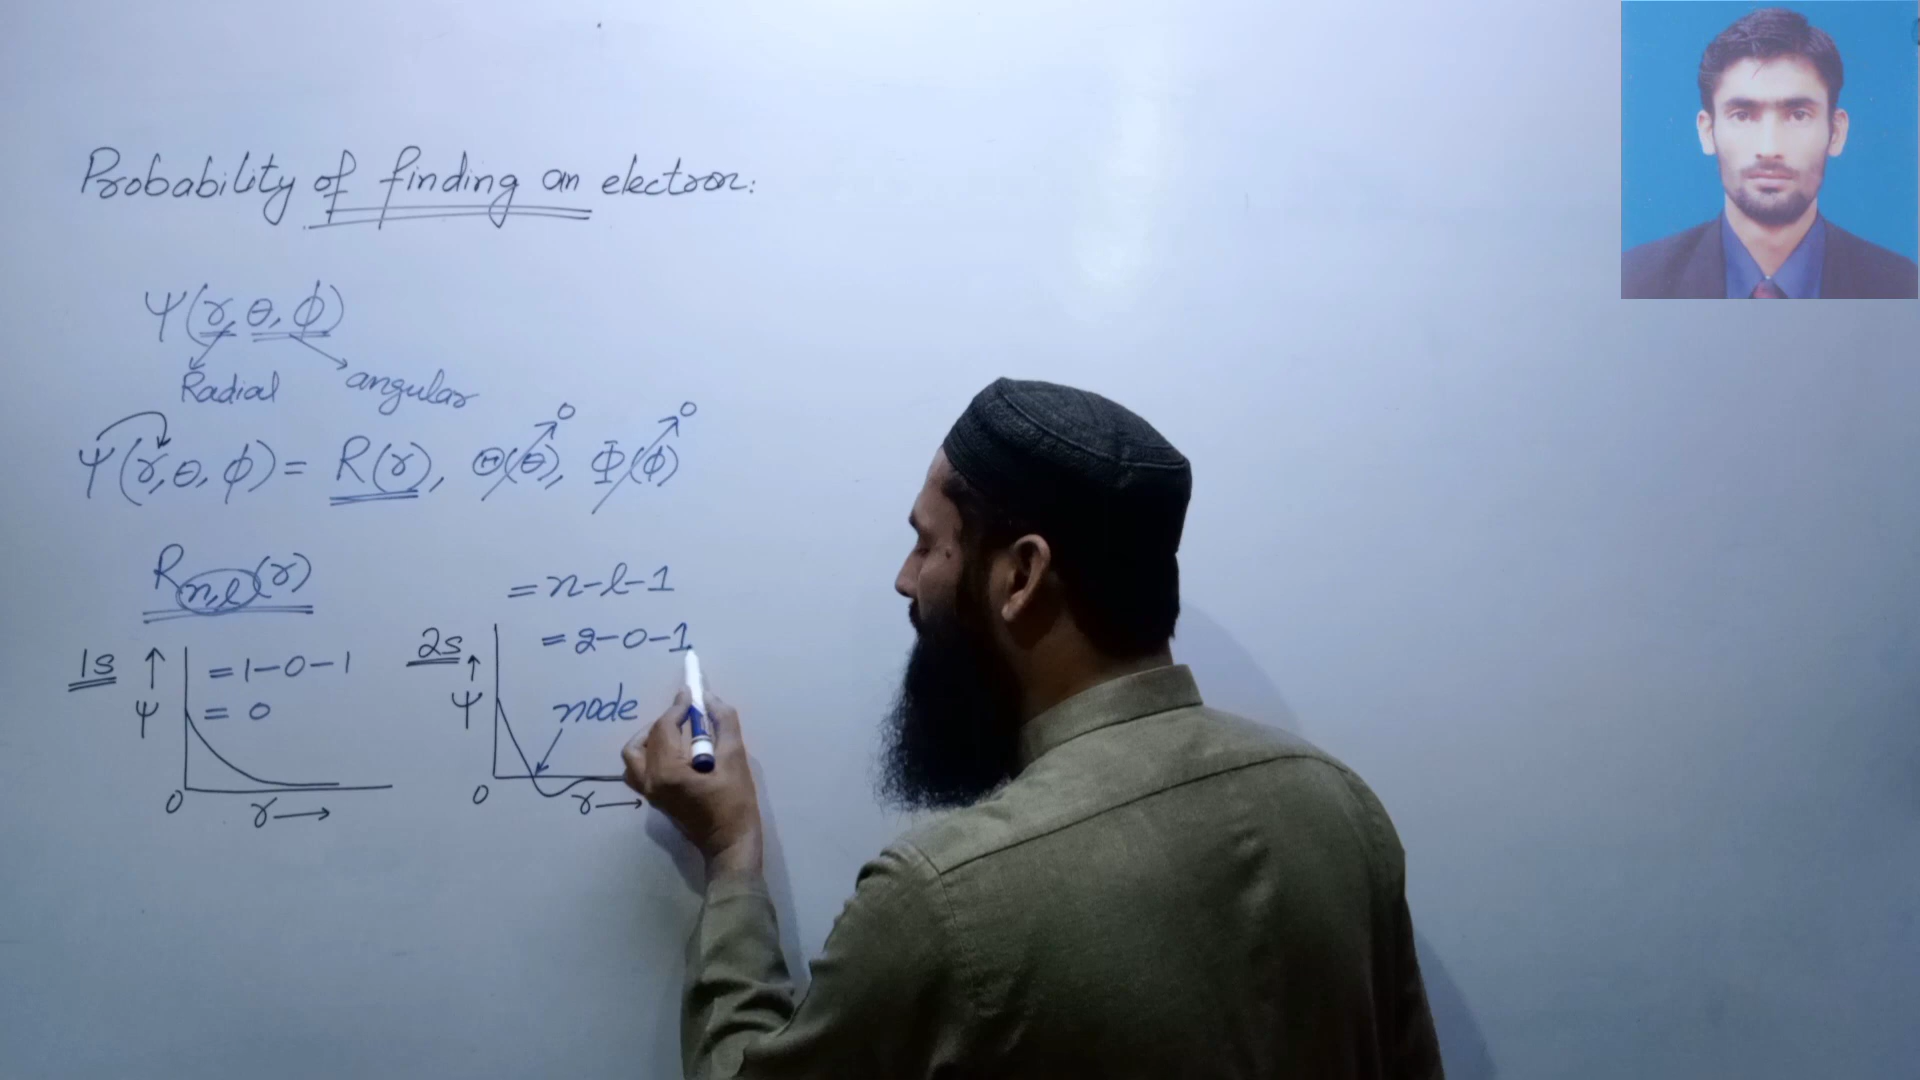 Probability of finding an electron:
Ψ(r, θ, ϕ)
Radial angular
Ψ(r, θ, ϕ) = R(r), Θ(θ), Φ(ϕ)
0 0
R n,l (r)
= n-l-1
1s ↑ = 1-0-1
Ψ = 0
0 r →
2s ↑ = 2-0-1
Ψ node
0 r →